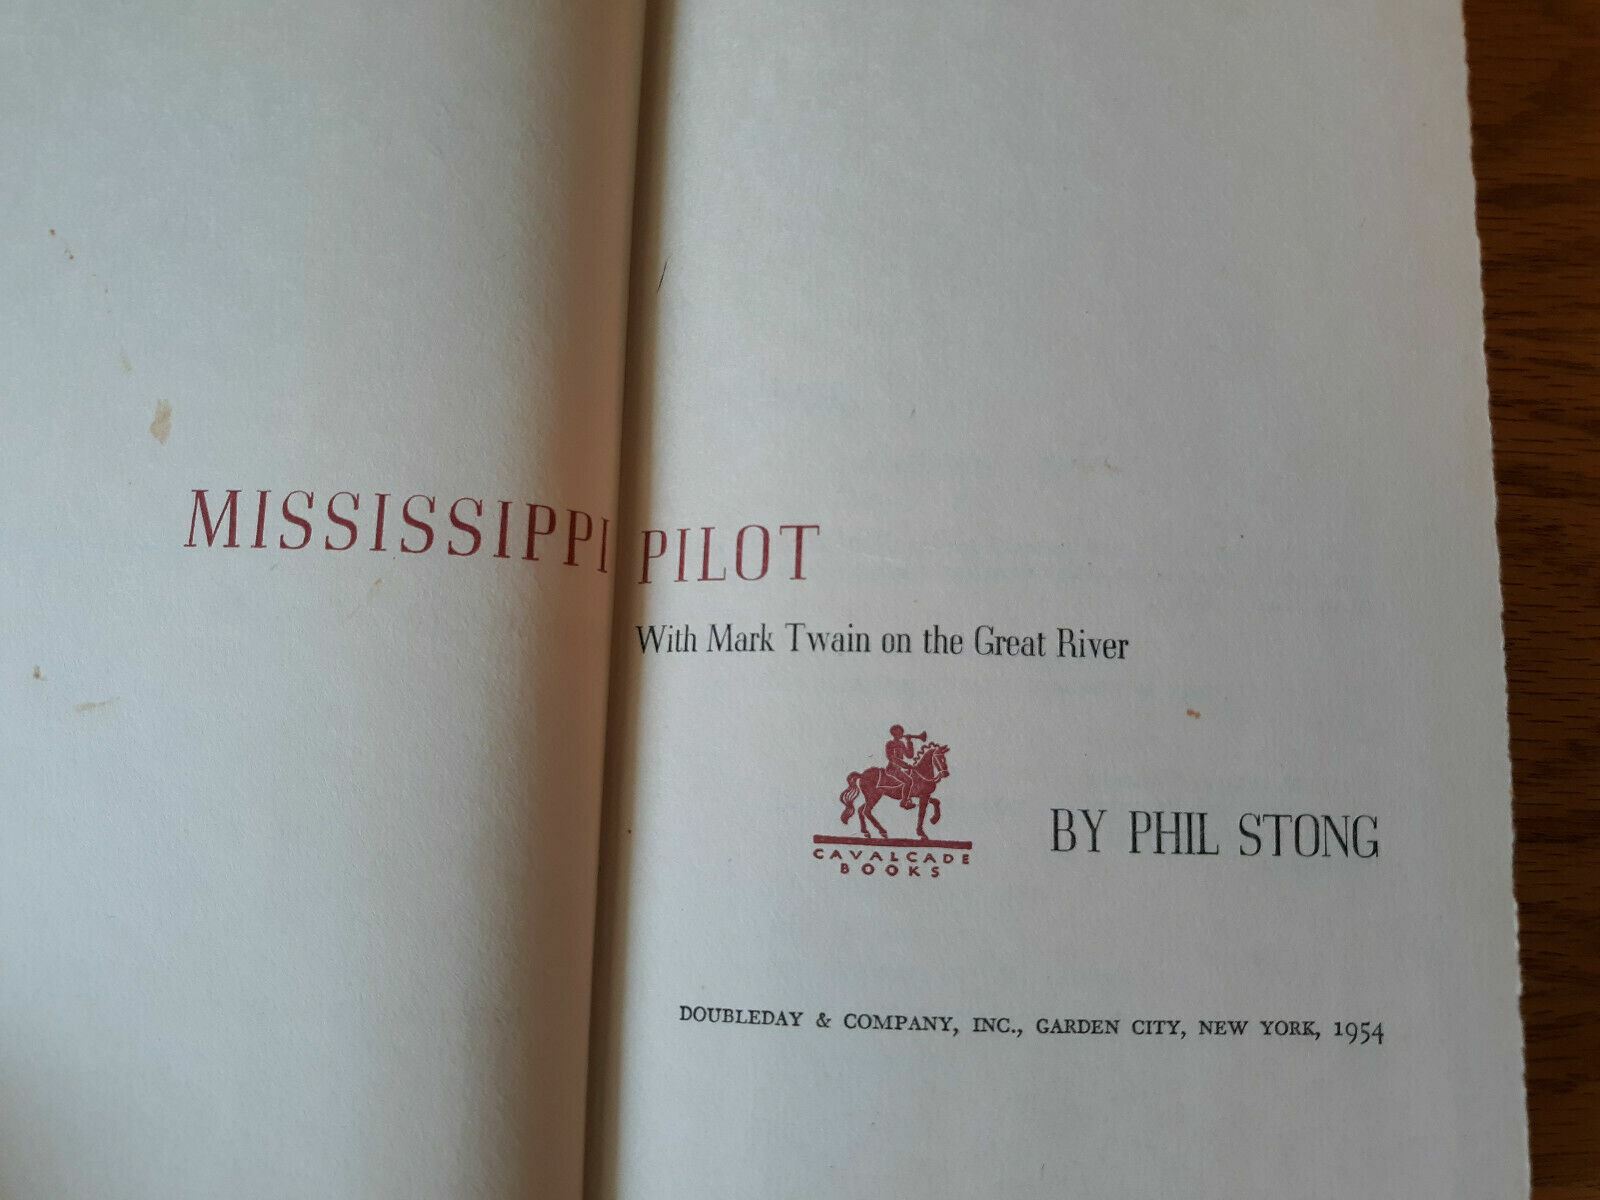 MISSISSIPPI PILOT
With Mark Twain on the Great River
CAVALCADE
BOOKS
BY PHIL STONG
DOUBLEDAY & COMPANY, INC., GARDEN CITY, NEW YORK, 1954